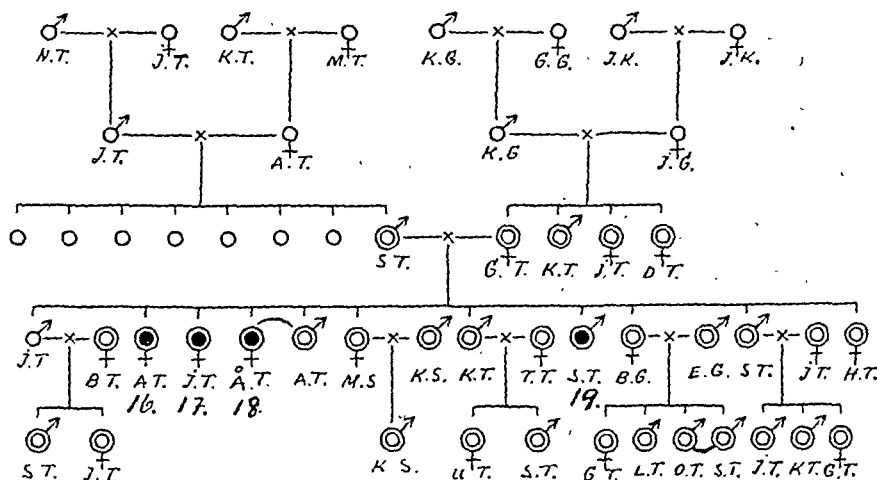 N.T. J.T. K.T. M.T. K.G. G.G. J.K. J.K.
J.T. A.T. K.G J.G.
S T. G.T. K.T. J.T. D T.
J.T B T. A T. J.T. Å.T. A.T. M.S K.S. K.T. T.T. S.T. B.G. E.G. S T. J T. H.T.
16. 17. 18. 19.
S T. J.T K S. U T. S.T. G T. L.T. O.T. S.T. J.T. K T. G T.